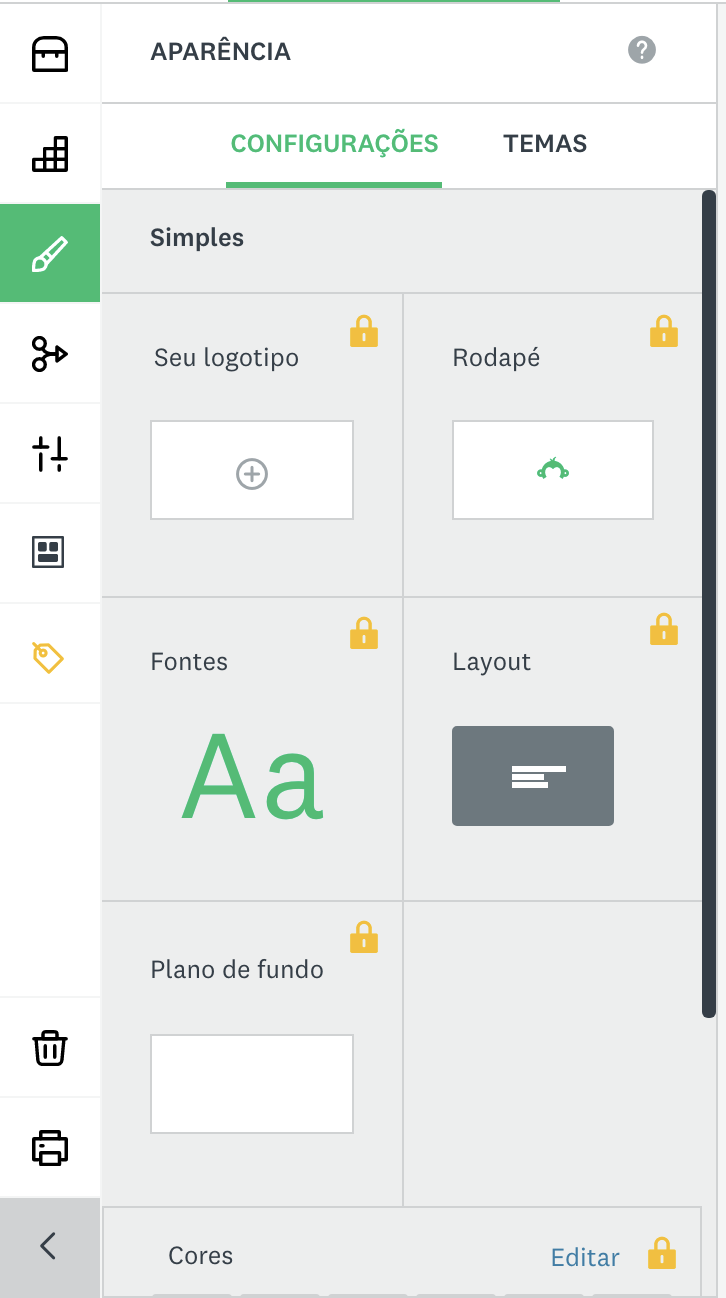 APARÊNCIA
?
CONFIGURAÇÕES TEMAS
Simples
Seu logotipo Rodapé
Fontes Layout
Aa
Plano de fundo
Cores Editar